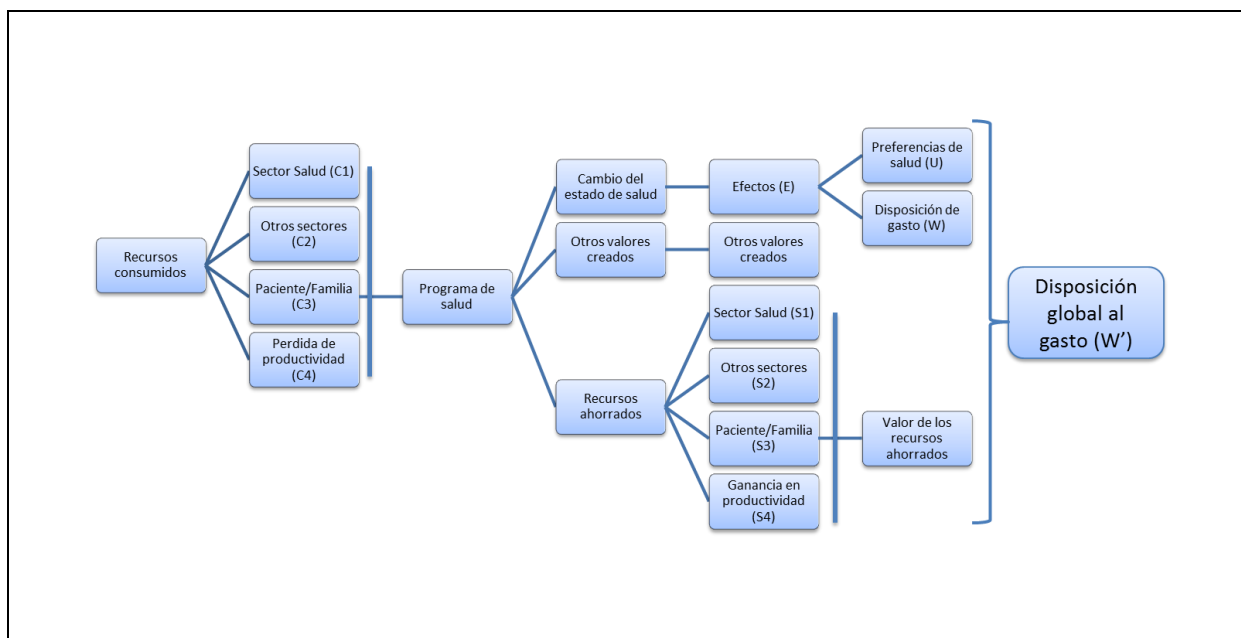 Recursos
consumidos
Sector Salud (C1)
Otros sectores
(C2)
Paciente/Familia
(C3)
Perdida de
productividad
(C4)
Programa de
salud
Cambio del
estado de salud
Otros valores
creados
Recursos
ahorrados
Efectos (E)
Otros valores
creados
Sector Salud (S1)
Otros sectores
(S2)
Paciente/Familia
(S3)
Ganancia en
productividad
(S4)
Preferencias de
salud (U)
Disposición de
gasto (W)
Valor de los
recursos
ahorrados
Disposición
global al
gasto (W’)